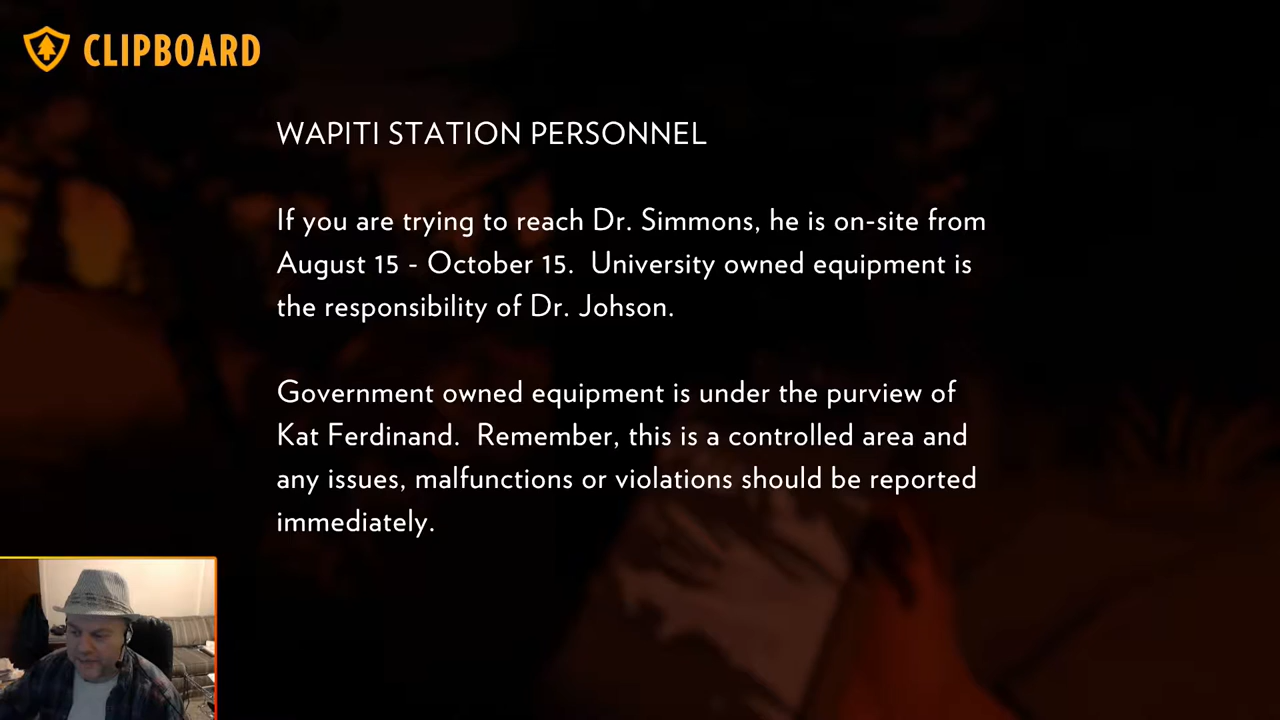 CLIPBOARD
WAPITI STATION PERSONNEL
If you are trying to reach Dr. Simmons, he is on-site from
August 15 - October 15.  University owned equipment is
the responsibility of Dr. Johson.
Government owned equipment is under the purview of
Kat Ferdinand.  Remember, this is a controlled area and
any issues, malfunctions or violations should be reported
immediately.